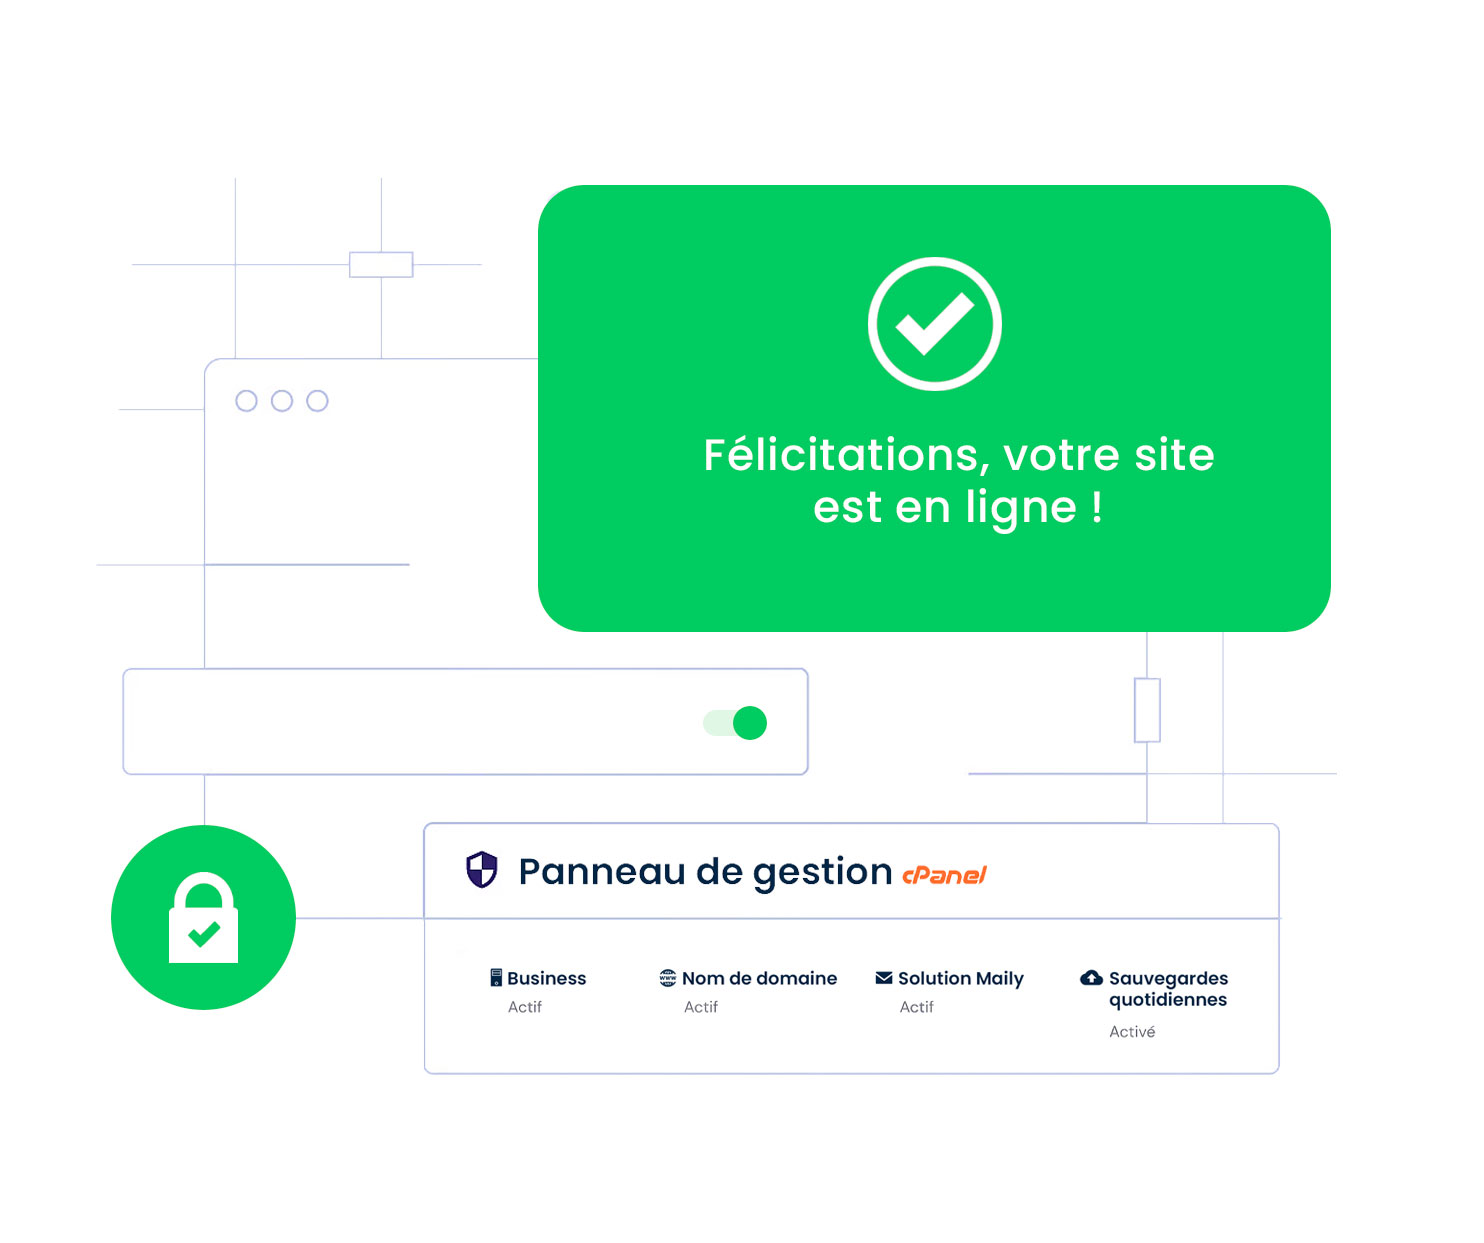 Félicitations, votre site
est en ligne !
Panneau de gestion cPanel
Business
Actif
www Nom de domaine
Actif
Solution Maily
Actif
Sauvegardes
quotidiennes
Activé